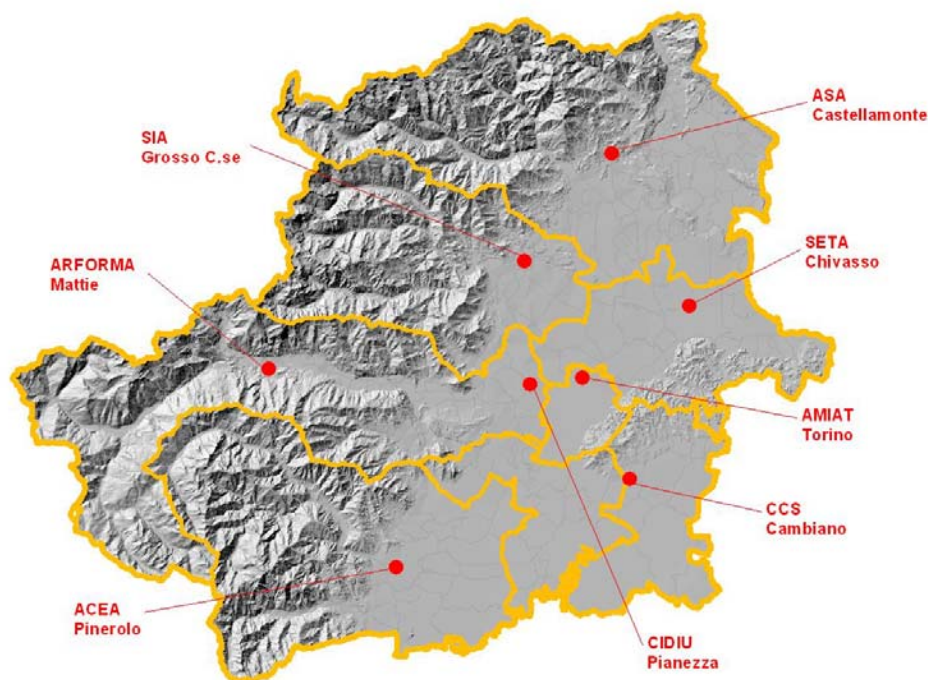 ASA
Castellamonte
SIA
Grosso C.se
SETA
Chivasso
ARFORMA
Mattie
AMIAT
Torino
CCS
Cambiano
ACEA
Pinerolo
CIDIU
Pianezza